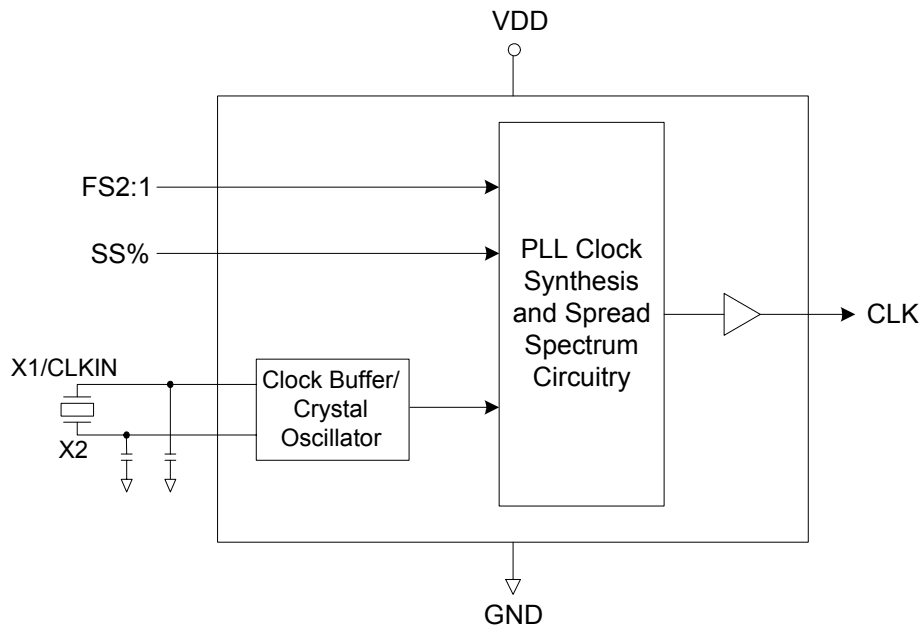 VDD
FS2:1
SS%
PLL Clock
Synthesis
and Spread
Spectrum
Circuitry
CLK
X1/CLKIN
X2
Clock Buffer/
Crystal
Oscillator
GND